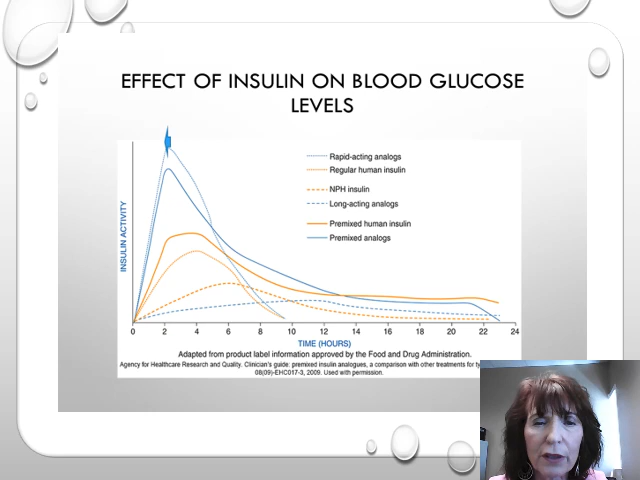 EFFECT OF INSULIN ON BLOOD GLUCOSE
LEVELS
Rapid-acting analogs
Regular human insulin
NPH insulin
Long-acting analogs
Premixed human insulin
Premixed analogs
INSULIN ACTIVITY
0 2 4 6 8 10 12 14 16 18 20 22 24
TIME (HOURS)
Adapted from product label information approved by the Food and Drug Administration.
Agency for Healthcare Research and Quality. Clinician's guide: premixed insulin analogues, a comparison with other treatments for
08(09)-EHC017-3, 2009. Used with permission.